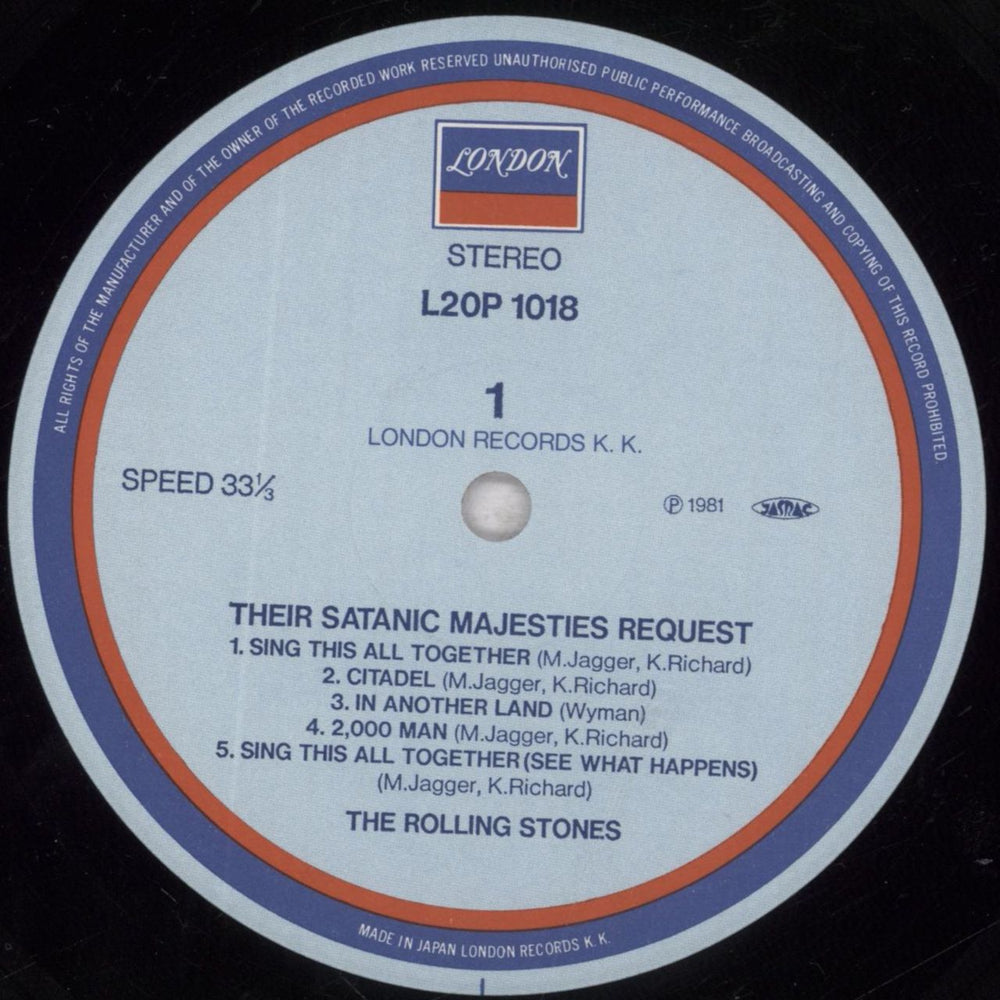 ALL RIGHTS OF THE MANUFACTURER AND OF THE OWNER OF THE RECORDED WORK RESERVED UNAUTHORISED PUBLIC PERFORMANCE BROADCASTING AND COPYING OF THIS RECORD PROHIBITED.
LONDON
STEREO
L20P 1018
1
LONDON RECORDS K. K.
SPEED 33⅓
Ⓟ 1981 JASRAC
THEIR SATANIC MAJESTIES REQUEST
1. SING THIS ALL TOGETHER (M.Jagger, K.Richard)
2. CITADEL (M.Jagger, K.Richard)
3. IN ANOTHER LAND (Wyman)
4. 2,000 MAN (M.Jagger, K.Richard)
5. SING THIS ALL TOGETHER (SEE WHAT HAPPENS)
(M.Jagger, K.Richard)
THE ROLLING STONES
MADE IN JAPAN LONDON RECORDS K. K.